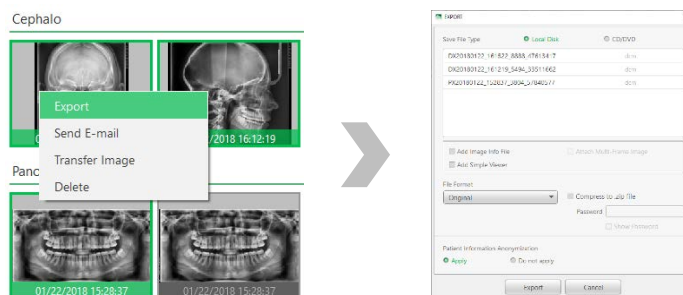 Cephalo
Export
Send E-mail
Transfer Image
Delete
/2018 16:12:19
Pano
01/22/2018 15:28:37
01/22/2018 15:28:37
EXPORT
Save File Type
Local Disk
CD/DVD
.dcm
.dcm
.dcm
Add Image Info File
Attach Multi-Frame Image
Add Simple Viewer
File Format
Original
Compress to .zip file
Password
Show Password
Patient Information Anonymization
Apply
Do not apply
Export
Cancel